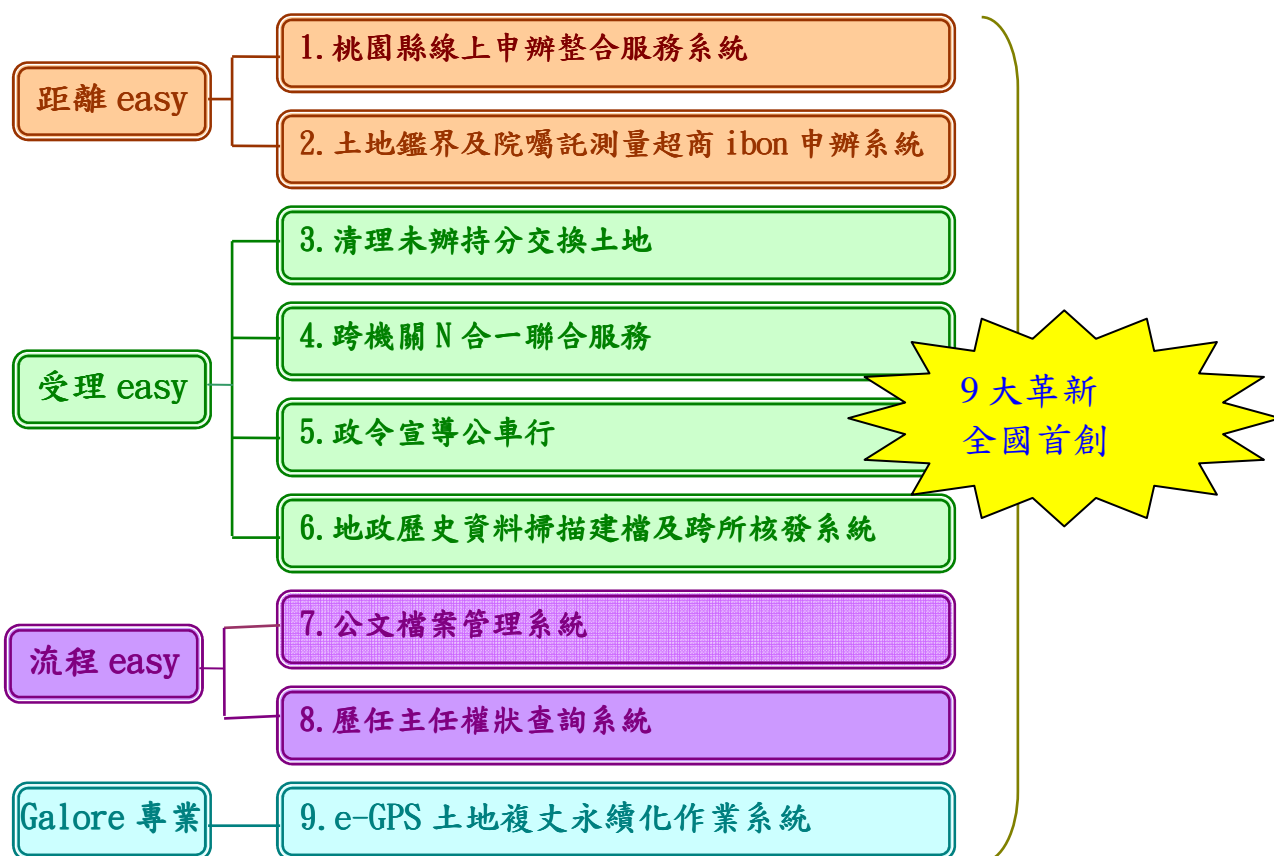 距離 easy
1.桃園縣線上申辦整合服務系統
2.土地鑑界及院囑託測量超商 ibon 申辦系統
受理 easy
3.清理未辦持分交換土地
4.跨機關 N 合一聯合服務
5.政令宣導公車行
6.地政歷史資料掃描建檔及跨所核發系統
流程 easy
7.公文檔案管理系統
8.歷任主任權狀查詢系統
Galore 專業
9.e-GPS 土地複丈永續化作業系統
9 大革新
全國首創